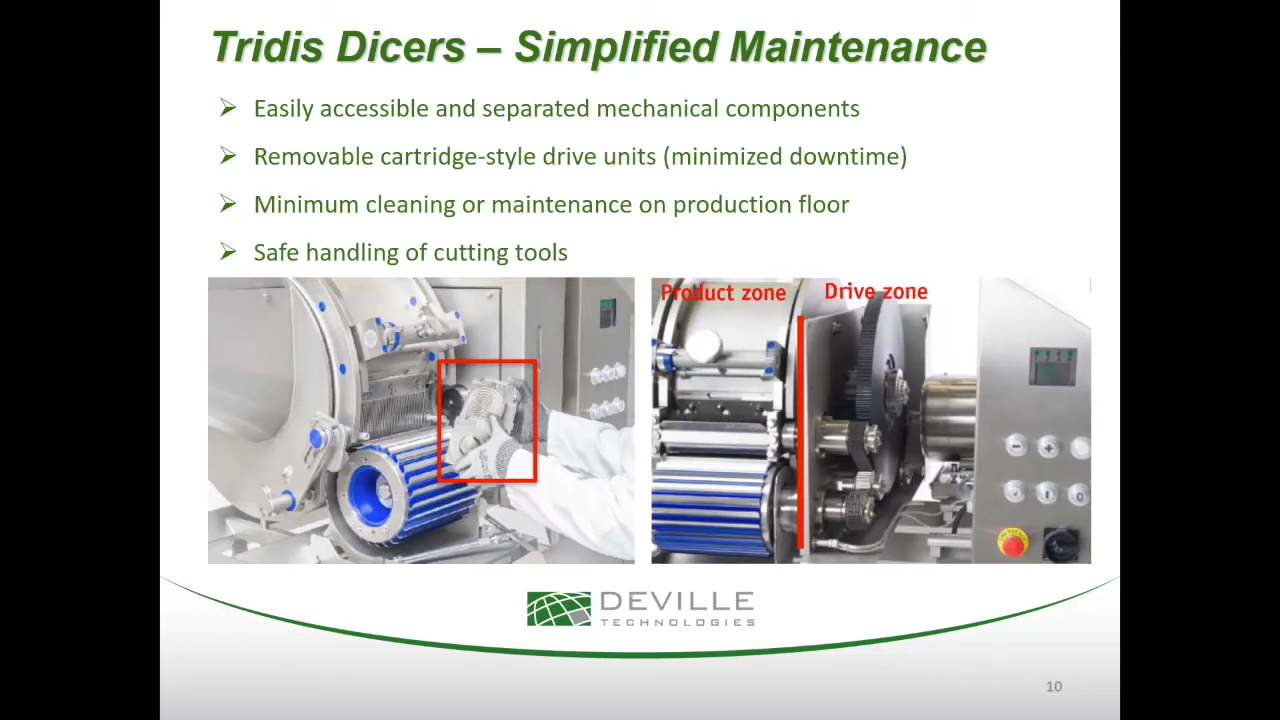 Tridis Dicers – Simplified Maintenance
Easily accessible and separated mechanical components
Removable cartridge-style drive units (minimized downtime)
Minimum cleaning or maintenance on production floor
Safe handling of cutting tools
Product zone
Drive zone
DEVILLE
TECHNOLOGIES
10